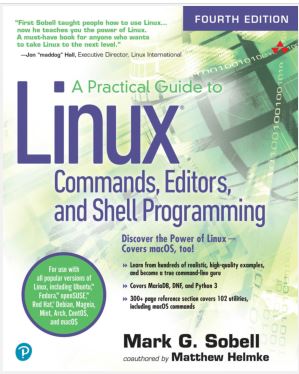 FOURTH EDITION
"First Sobell taught people how to use Linux...
now he teaches you the power of Linux.
A must-have book for anyone who wants
to take Linux to the next level."
—Jon "maddog" Hall, Executive Director, Linux International
A Practical Guide to
Linux®
Commands, Editors,
and Shell Programming
Discover the Power of Linux—
Covers macOS, too!
» Learn from hundreds of realistic, high-quality examples,
and become a true command-line guru
» Covers MariaDB, DNF, and Python 3
» 300+ page reference section covers 102 utilities,
including macOS commands
For use with
all popular versions of
Linux, including Ubuntu,™
Fedora,™ openSUSE,™
Red Hat,® Debian, Mageia,
Mint, Arch, CentOS,
and macOS
P
Mark G. Sobell
coauthored by Matthew Helmke